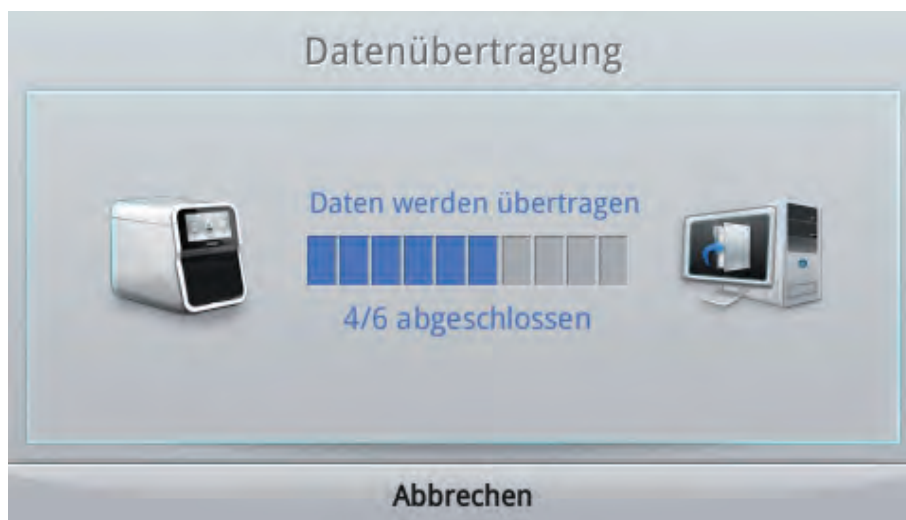 Datenübertragung
Daten werden übertragen
4/6 abgeschlossen
Abbrechen